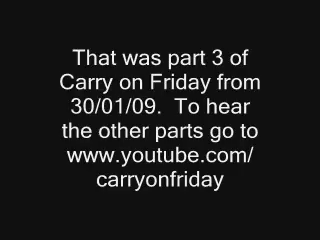 That was part 3 of
Carry on Friday from
30/01/09.  To hear
the other parts go to
www.youtube.com/
carryonfriday